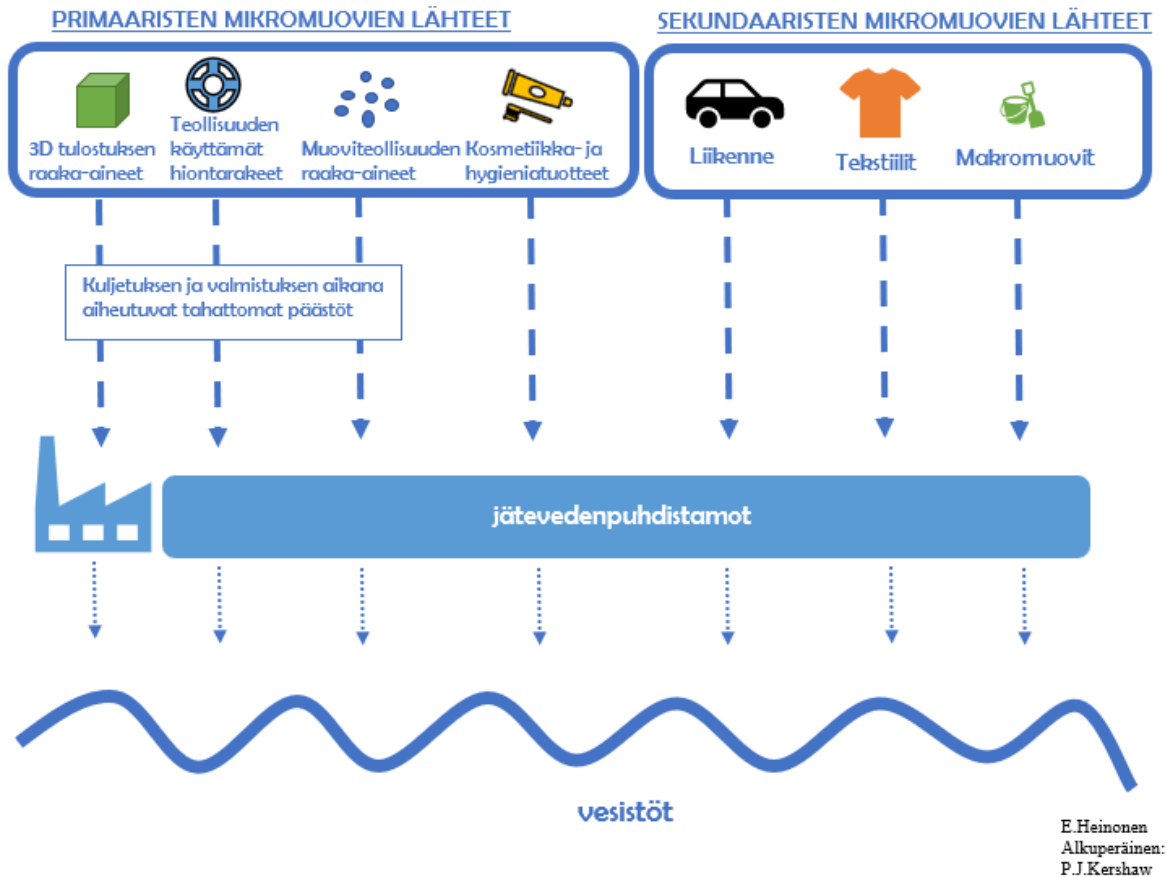 PRIMAARISTEN MIKROMUOVIEN LÄHTEET
3D tulostuksen
raaka-aineet
Teollisuuden
käyttämät
hiontarakeet
Muoviteollisuuden
raaka-aineet
Kosmetiikka- ja
hygieniatuotteet
SEKUNDAARISTEN MIKROMUOVIEN LÄHTEET
Liikenne
Tekstiilit
Makromuovit
Kuljetuksen ja valmistuksen aikana
aiheutuvat tahattomat päästöt
jätevedenpuhdistamot
vesistöt
E.Heinonen
Alkuperäinen:
P.J.Kershaw